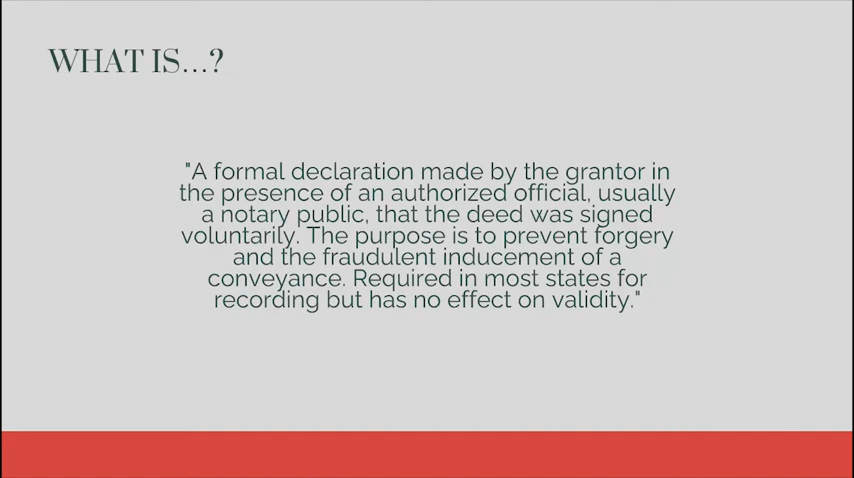 WHAT IS...?
"A formal declaration made by the grantor in
the presence of an authorized official, usually
a notary public, that the deed was signed
voluntarily. The purpose is to prevent forgery
and the fraudulent inducement of a
conveyance. Required in most states for
recording but has no effect on validity."